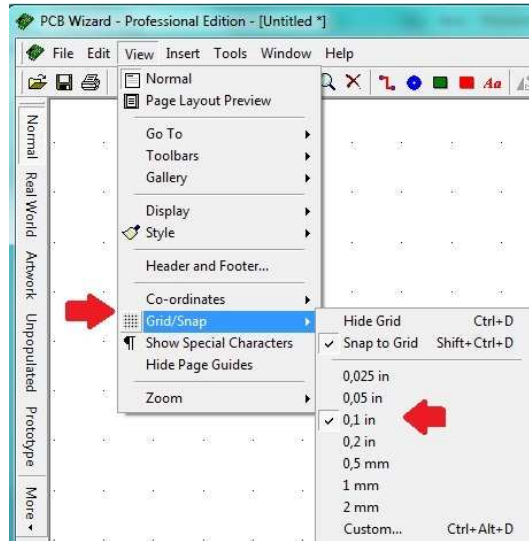 PCB Wizard - Professional Edition - [Untitled *]
File Edit View Insert Tools Window Help
Aa
Normal
Page Layout Preview
Go To
Toolbars
Gallery
Display
Style
Header and Footer...
Co-ordinates
Grid/Snap
Show Special Characters
Hide Page Guides
Zoom
Hide Grid Ctrl+D
Snap to Grid Shift+Ctrl+D
0,025 in
0,05 in
0,1 in
0,2 in
0,5 mm
1 mm
2 mm
Custom... Ctrl+Alt+D
Normal
Real World
Artwork
Unpopulated
Prototype
More